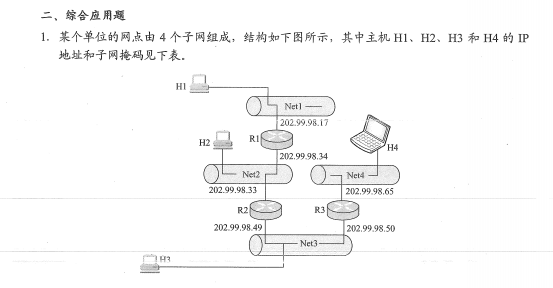 二、综合应用题
1. 某个单位的网点由 4 个子网组成，结构如下图所示，其中主机 H1、H2、H3 和 H4 的 IP
地址和子网掩码见下表。
H1
Net1
202.99.98.17
R1
H2
H4
202.99.98.34
Net2
Net4
202.99.98.33
202.99.98.65
R2
R3
202.99.98.49
202.99.98.50
Net3
H3